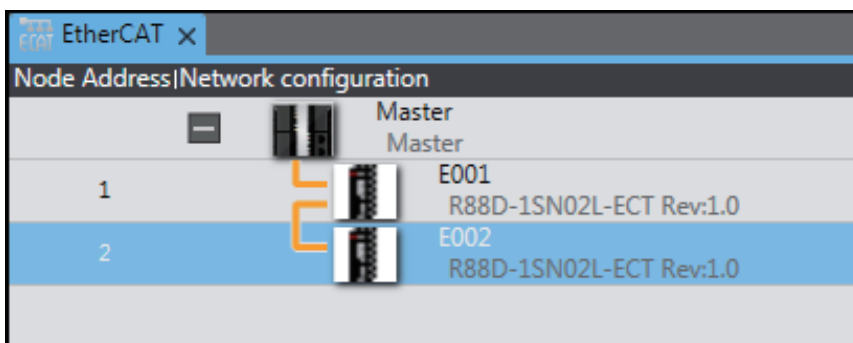 ECAT EtherCAT ×
Node Address|Network configuration
Master
Master
1 E001
R88D-1SN02L-ECT Rev:1.0
2 E002
R88D-1SN02L-ECT Rev:1.0